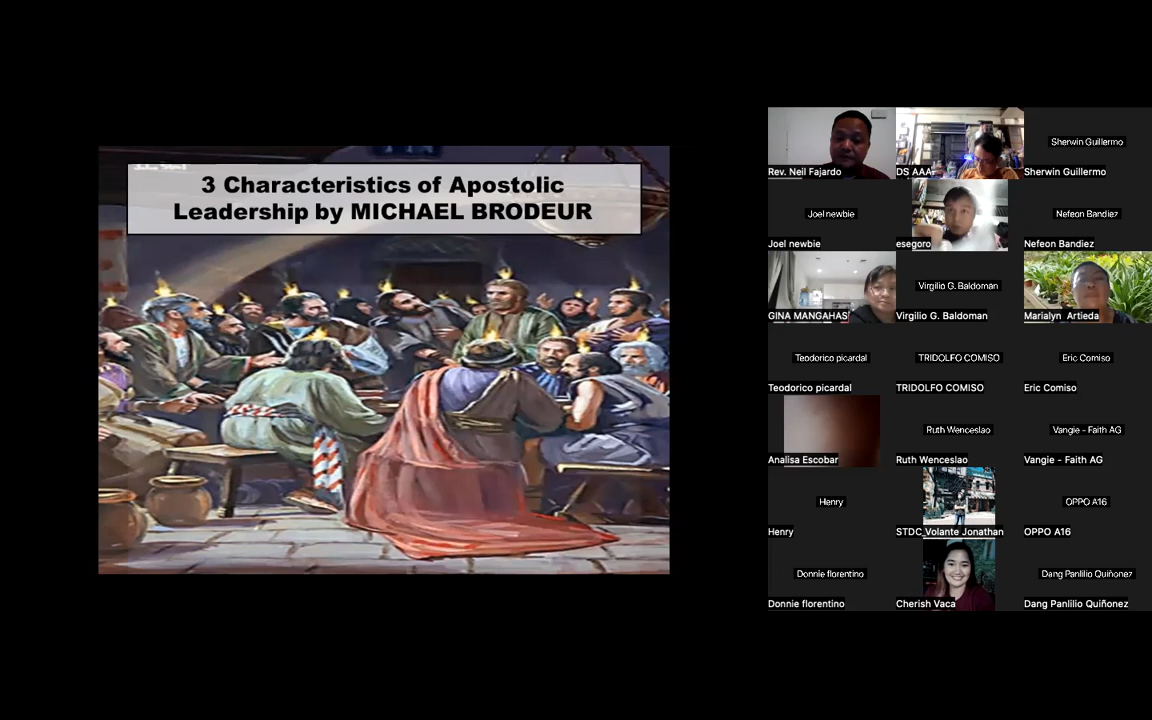 3 Characteristics of Apostolic
Leadership by MICHAEL BRODEUR
Rev. Neil Fajardo
DS AAA
Sherwin Guillermo
Sherwin Guillermo
Joel newbie
Joel newbie
esegoro
Nefeon Bandiez
Nefeon Bandiez
GINA MANGAHAS
Virgilio G. Baldoman
Virgilio G. Baldoman
Marialyn Artieda
Teodorico picardal
Teodorico picardal
TRIDOLFO COMISO
TRIDOLFO COMISO
Eric Comiso
Eric Comiso
Analisa Escobar
Ruth Wenceslao
Ruth Wenceslao
Vangie - Faith AG
Vangie - Faith AG
Henry
Henry
STDC_Volante Jonathan
OPPO A16
OPPO A16
Donnie florentino
Donnie florentino
Cherish Vaca
Dang Panlilio Quiñonez
Dang Panlilio Quiñonez